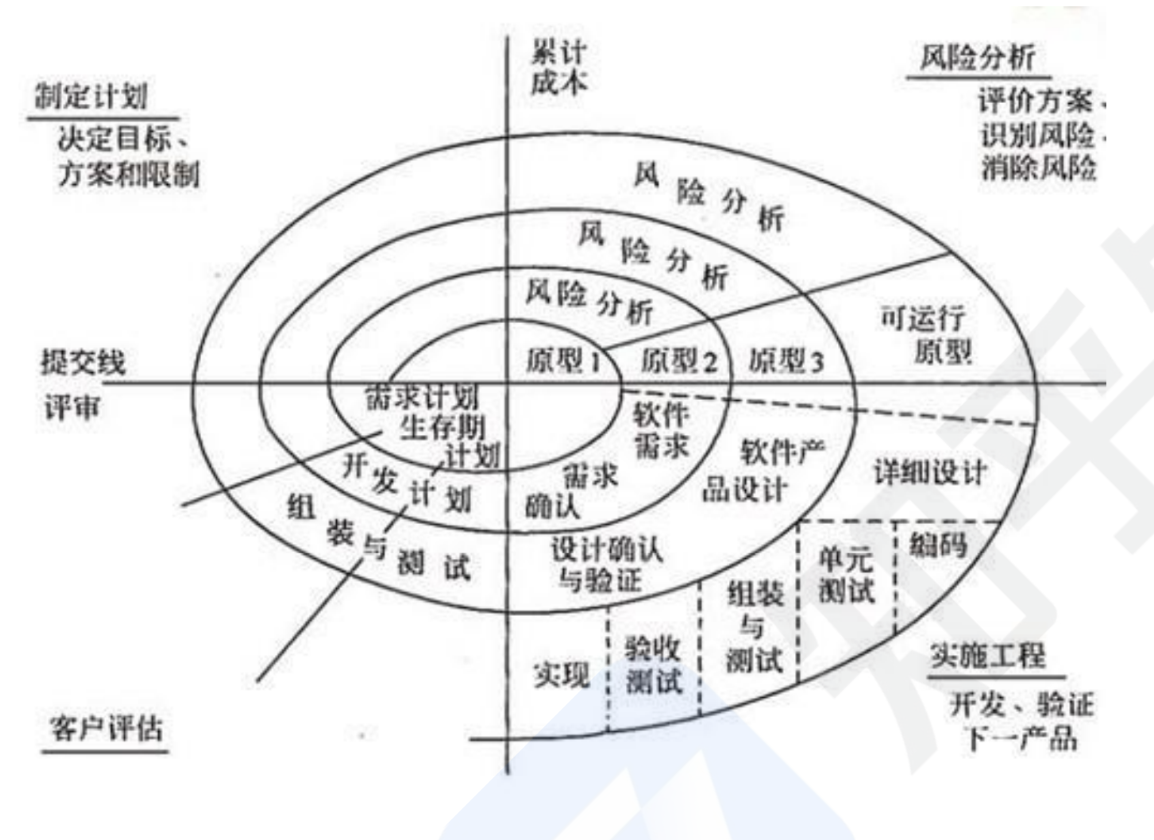 累计
成本
制定计划
决定目标、
方案和限制
风险分析
评价方案、
识别风险、
消除风险
风险分析
风险分析
风险分析
可运行
原型
原型1
原型2
原型3
提交线
评审
需求计划
生存期
计划
开发计划
组装与测试
软件
需求
需求
确认
软件产
品设计
详细设计
设计确认
与验证
单元
测试
编码
组装
与
测试
验收
测试
实现
实施工程
开发、验证
下一产品
客户评估
知乎